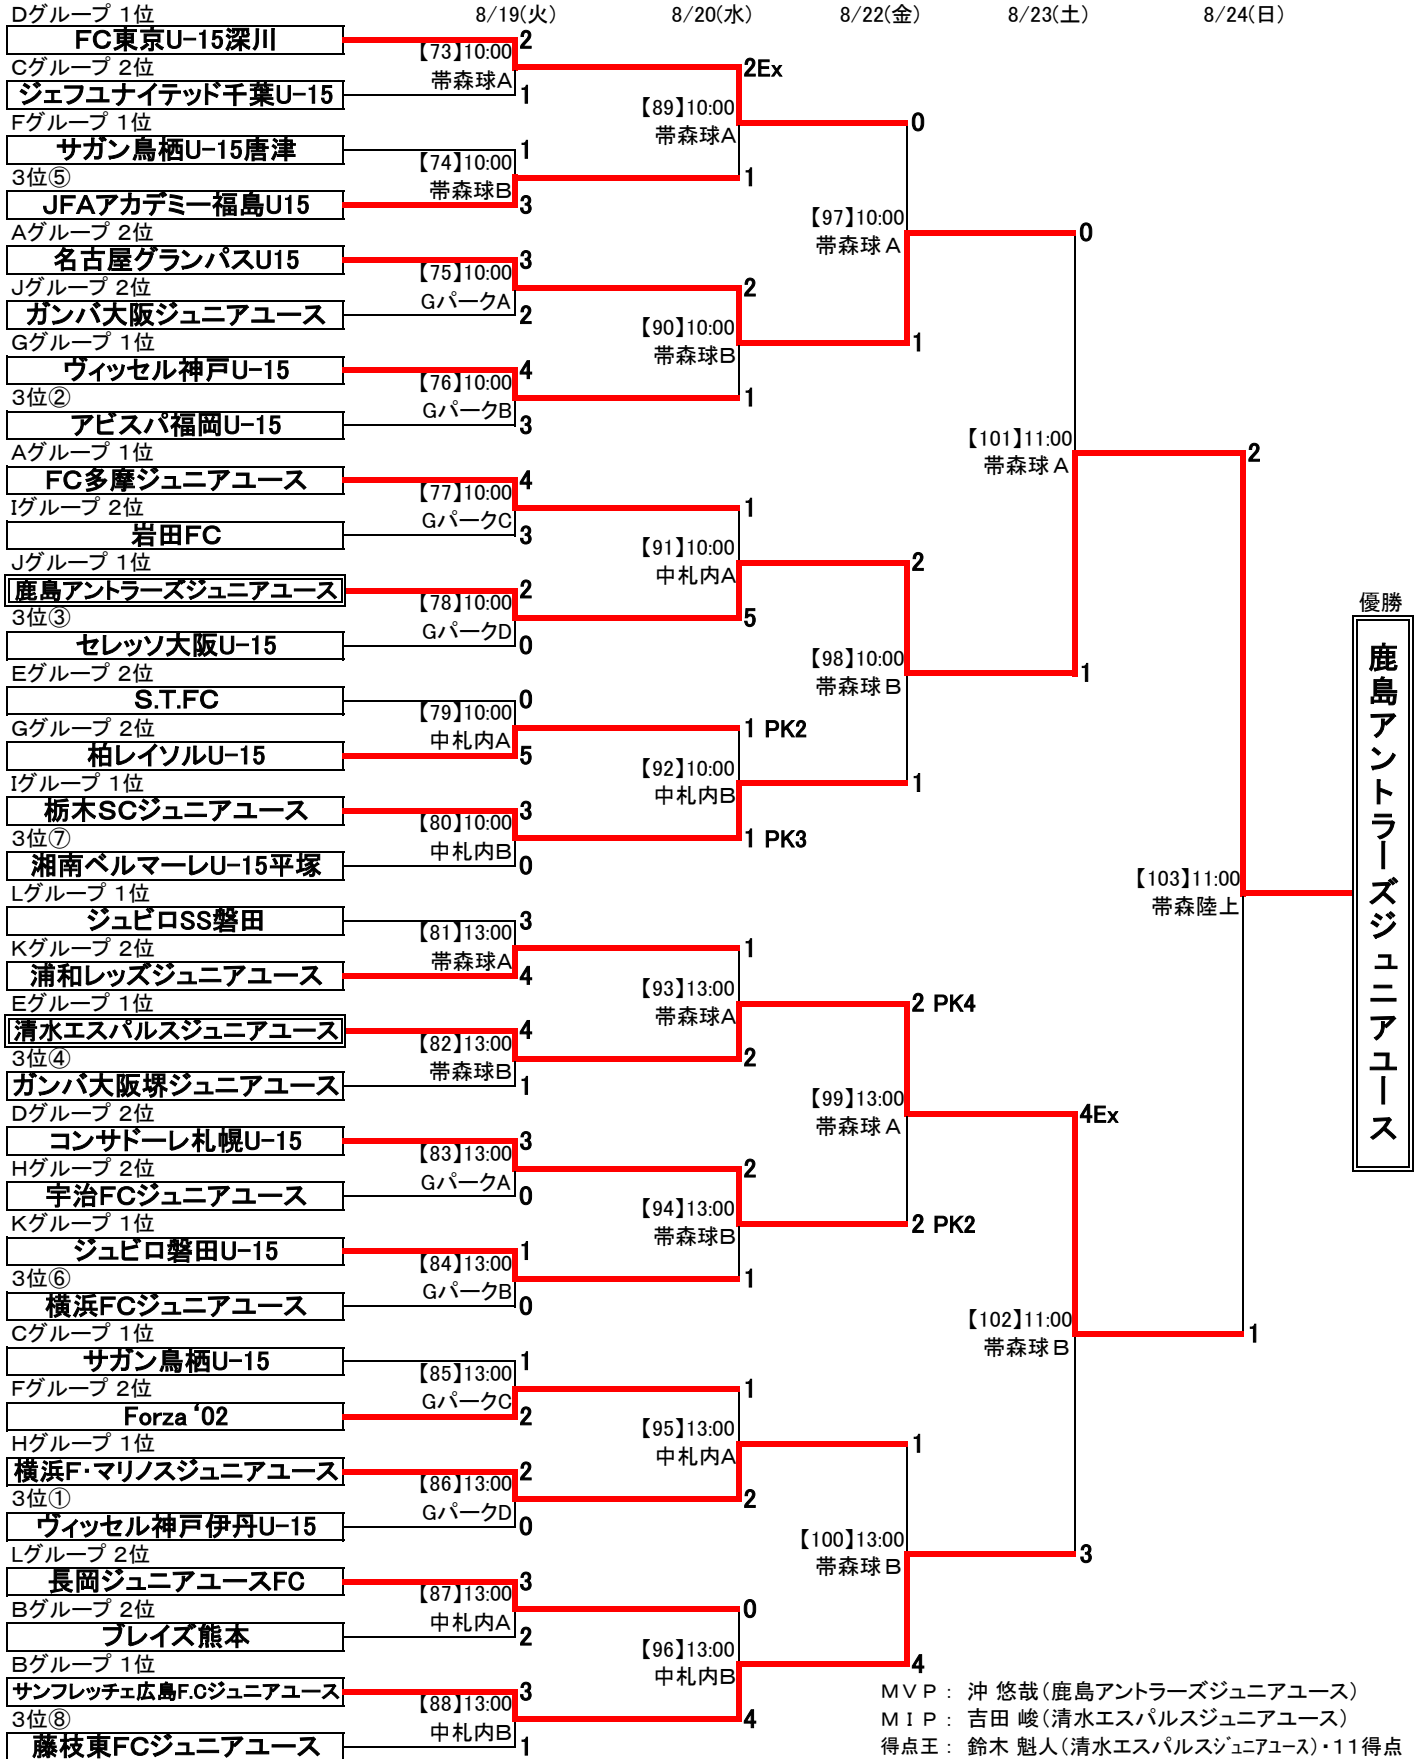 8/19(火) 8/20(水) 8/22(金) 8/23(土) 8/24(日)
Dグループ 1位
FC東京U-15深川 2
【73】10:00
帯森球A
Cグループ 2位
ジェフユナイテッド千葉U-15 1
2Ex
【89】10:00
帯森球A
Fグループ 1位
サガン鳥栖U-15唐津 1
【74】10:00
帯森球B
3位⑤
JFAアカデミー福島U15 3
1
0
【97】10:00
帯森球A
Aグループ 2位
名古屋グランパスU15 3
【75】10:00
GパークA
Jグループ 2位
ガンバ大阪ジュニアユース 2
2
【90】10:00
帯森球B
Gグループ 1位
ヴィッセル神戸U-15 4
【76】10:00
GパークB
3位②
アビスパ福岡U-15 3
1
1
0
【101】11:00
帯森球A
Aグループ 1位
FC多摩ジュニアユース 4
【77】10:00
GパークC
Iグループ 2位
岩田FC 3
1
【91】10:00
中札内A
Jグループ 1位
鹿島アントラーズジュニアユース 2
【78】10:00
GパークD
3位③
セレッソ大阪U-15 0
5
2
【98】10:00
帯森球B
Eグループ 2位
S.T.FC 0
【79】10:00
中札内A
Gグループ 2位
柏レイソルU-15 5
1 PK2
【92】10:00
中札内B
Iグループ 1位
栃木SCジュニアユース 3
【80】10:00
中札内B
3位⑦
湘南ベルマーレU-15平塚 0
1 PK3
1
1
2
【103】11:00
帯森陸上
優勝
鹿島アントラーズジュニアユース
Lグループ 1位
ジュビロSS磐田 3
【81】13:00
帯森球A
Kグループ 2位
浦和レッズジュニアユース 4
1
【93】13:00
帯森球A
Eグループ 1位
清水エスパルスジュニアユース 4
【82】13:00
帯森球B
3位④
ガンバ大阪堺ジュニアユース 1
2
2 PK4
【99】13:00
帯森球A
Dグループ 2位
コンサドーレ札幌U-15 3
【83】13:00
GパークA
Hグループ 2位
宇治FCジュニアユース 0
2
【94】13:00
帯森球B
Kグループ 1位
ジュビロ磐田U-15 1
【84】13:00
GパークB
3位⑥
横浜FCジュニアユース 0
1
2 PK2
4Ex
【102】11:00
帯森球B
1
Cグループ 1位
サガン鳥栖U-15 1
【85】13:00
GパークC
Fグループ 2位
Forza ‘02 2
1
【95】13:00
中札内A
Hグループ 1位
横浜F・マリノスジュニアユース 2
【86】13:00
GパークD
3位①
ヴィッセル神戸伊丹U-15 0
2
1
【100】13:00
帯森球B
3
Lグループ 2位
長岡ジュニアユースFC 3
【87】13:00
中札内A
Bグループ 2位
ブレイズ熊本 2
0
【96】13:00
中札内B
Bグループ 1位
サンフレッチェ広島F.Cジュニアユース 3
【88】13:00
中札内B
3位⑧
藤枝東FCジュニアユース 1
4
4
MVP： 沖 悠哉(鹿島アントラーズジュニアユース)
MIP： 吉田 峻(清水エスパルスジュニアユース)
得点王： 鈴木 魁人(清水エスパルスジュニアユース)・11得点